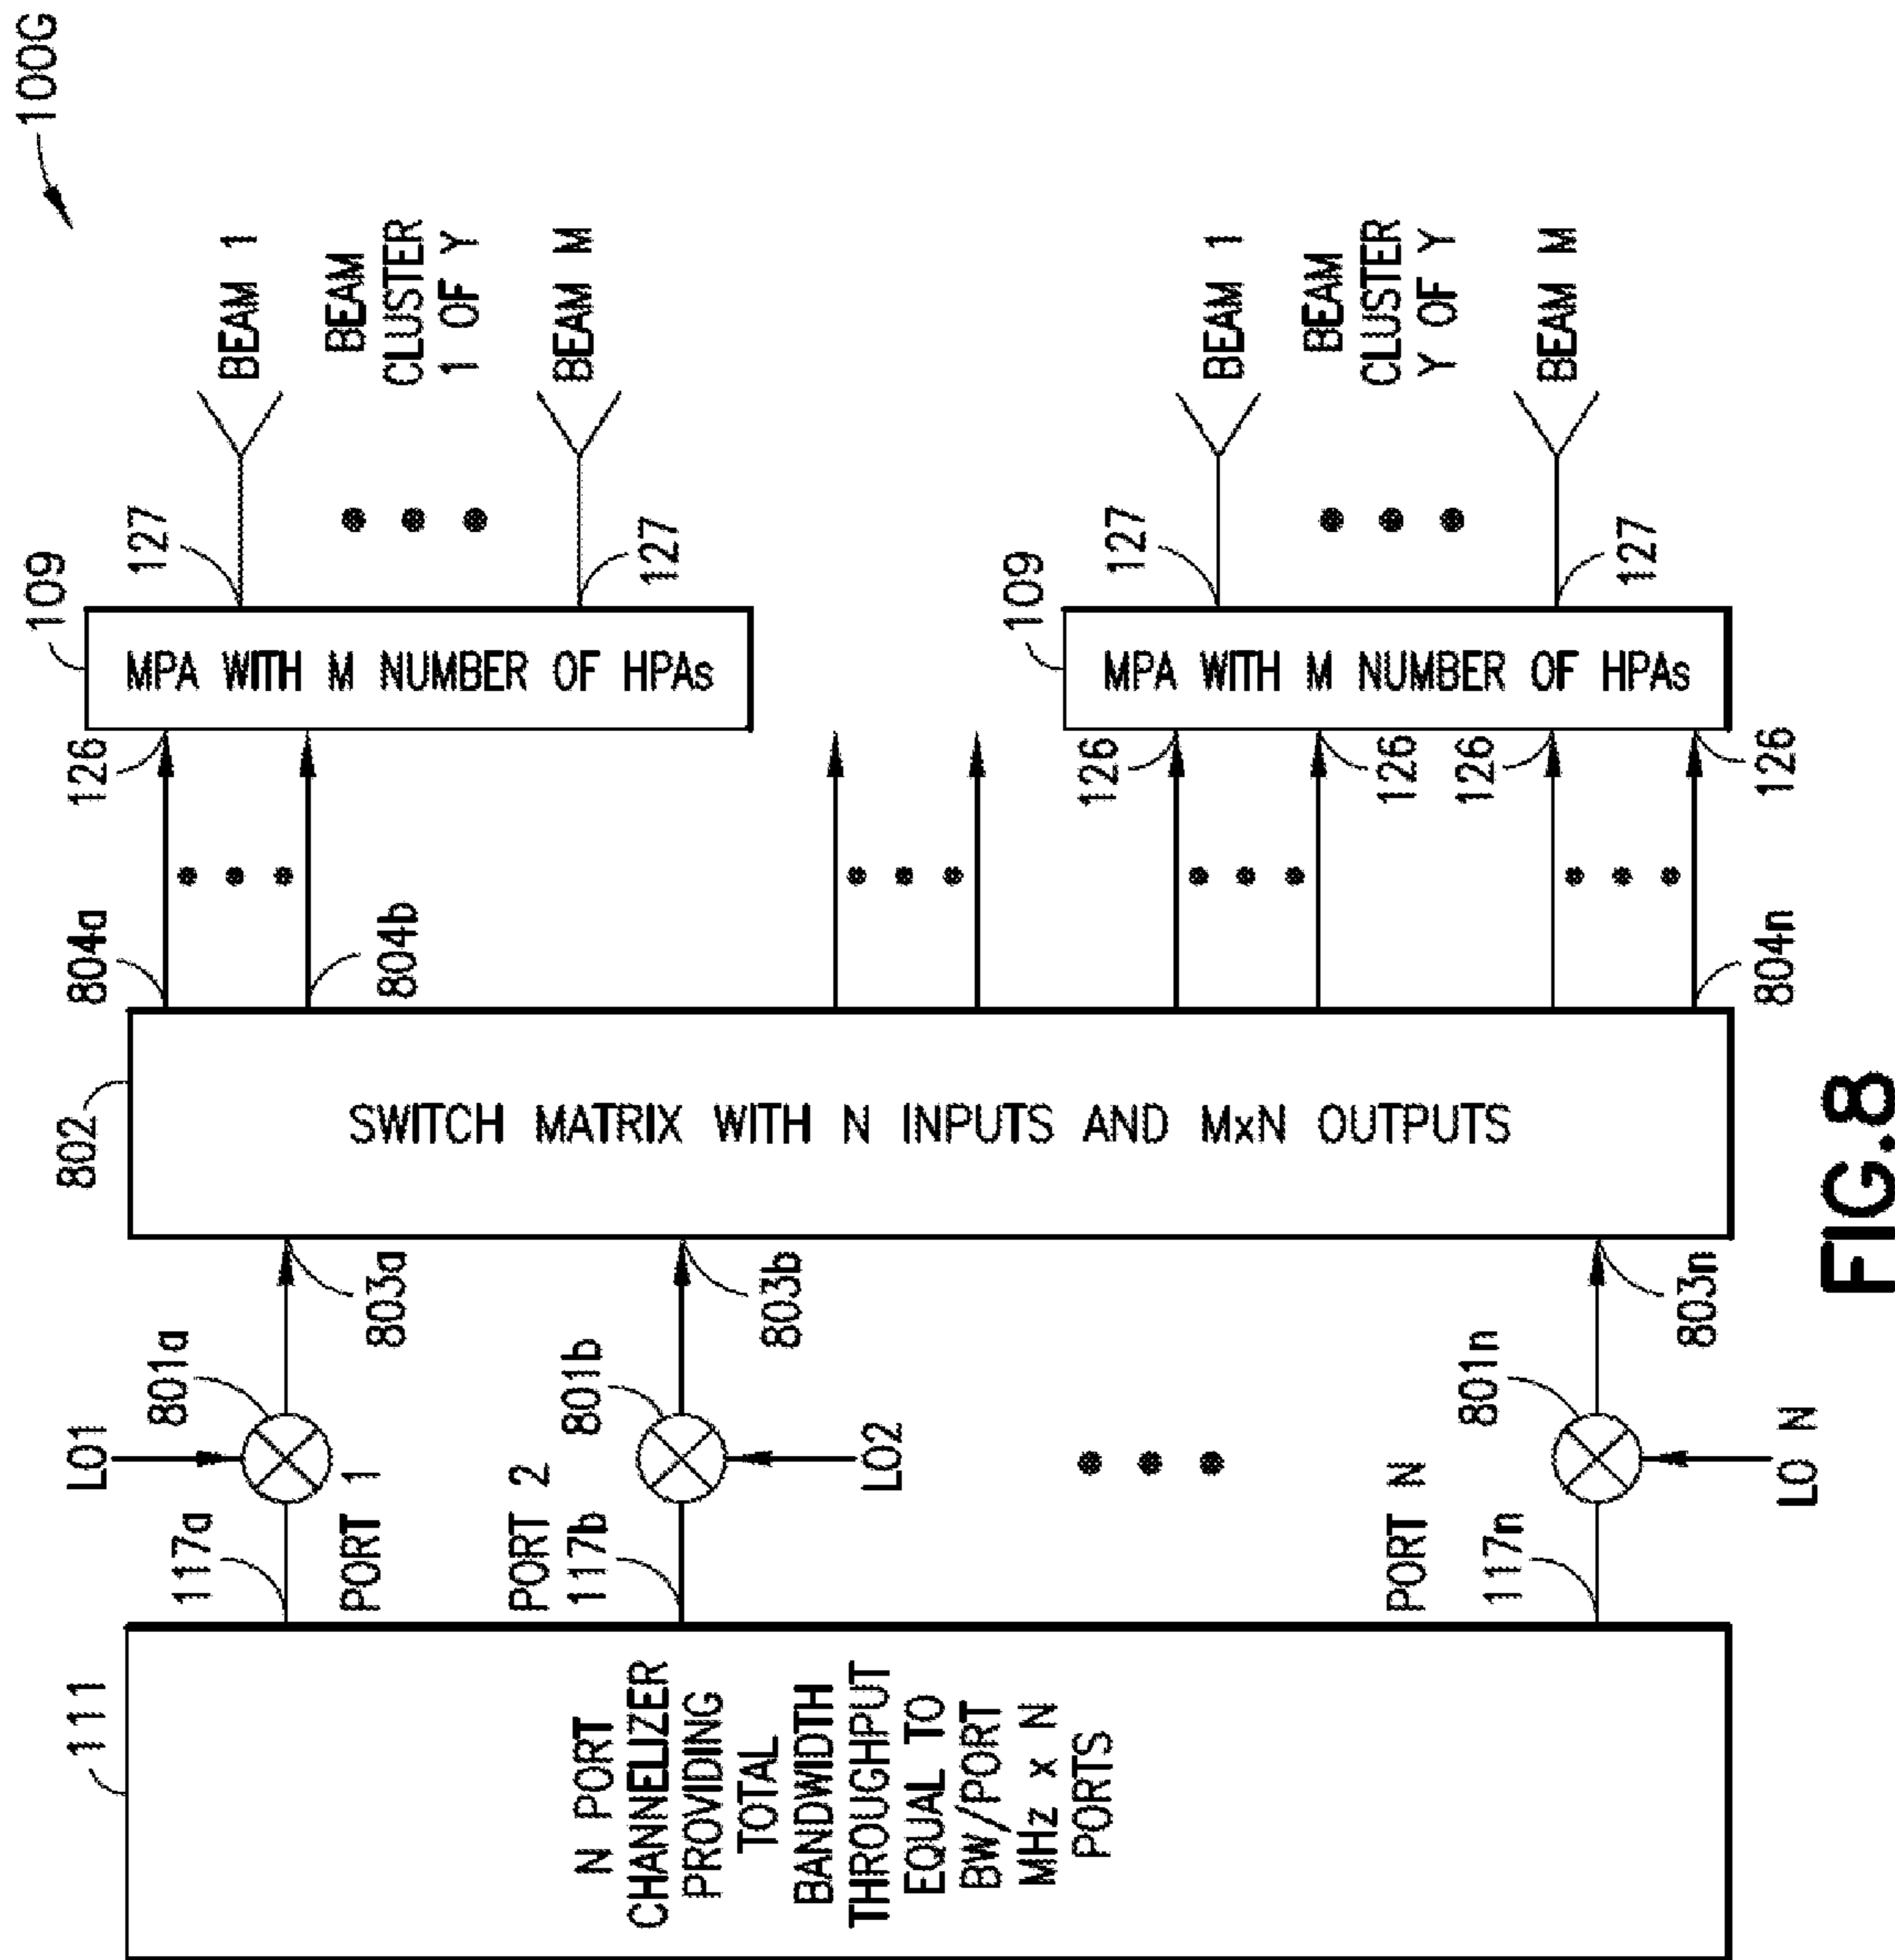 100G
111
N PORT
CHANNELIZER
PROVIDING
TOTAL
BANDWIDTH
THROUGHPUT
EQUAL TO
BW/PORT
MHz x N
PORTS
117a
PORT 1
LO1
801a
803a
PORT 2
117b
801b
LO2
803b
PORT N
117n
801n
LO N
803n
802
SWITCH MATRIX WITH N INPUTS AND MxN OUTPUTS
804a
804b
804n
126
109
MPA WITH M NUMBER OF HPAs
127
127
BEAM 1
BEAM
CLUSTER
1 OF Y
BEAM M
126
126
126
126
109
MPA WITH M NUMBER OF HPAs
127
127
BEAM 1
BEAM
CLUSTER
Y OF Y
BEAM M
FIG.8